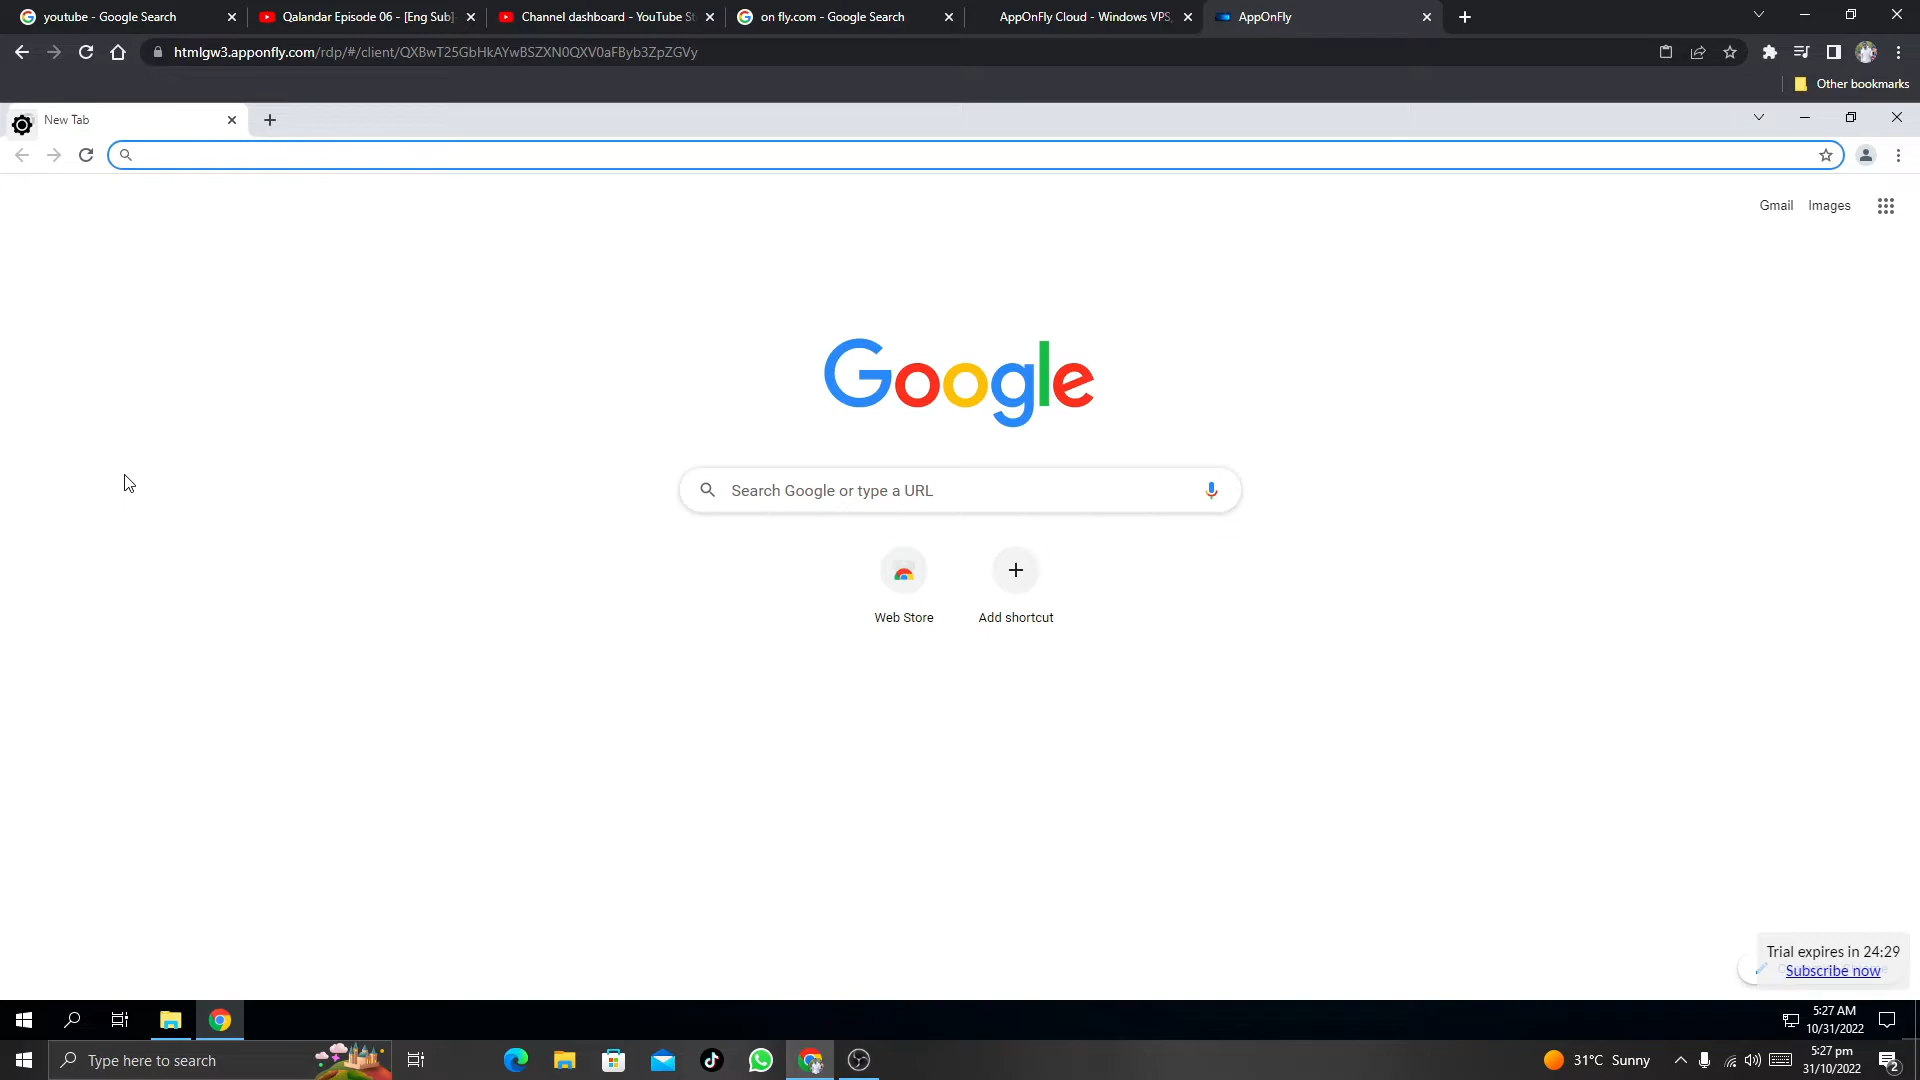 youtube - Google Search
Qalandar Episode 06 - [Eng Sub]
Channel dashboard - YouTube St
on fly.com - Google Search
AppOnFly Cloud - Windows VPS,
AppOnFly
htmlgw3.apponfly.com/rdp/#/client/QXBwT25GbHkAYwBSZXN0QXV0aFByb3ZpZGVy
Other bookmarks
New Tab
Gmail
Images
Google
Search Google or type a URL
Web Store
Add shortcut
Trial expires in 24:29
Subscribe now
5:27 AM
10/31/2022
Type here to search
31°C Sunny
5:27 pm
31/10/2022
2